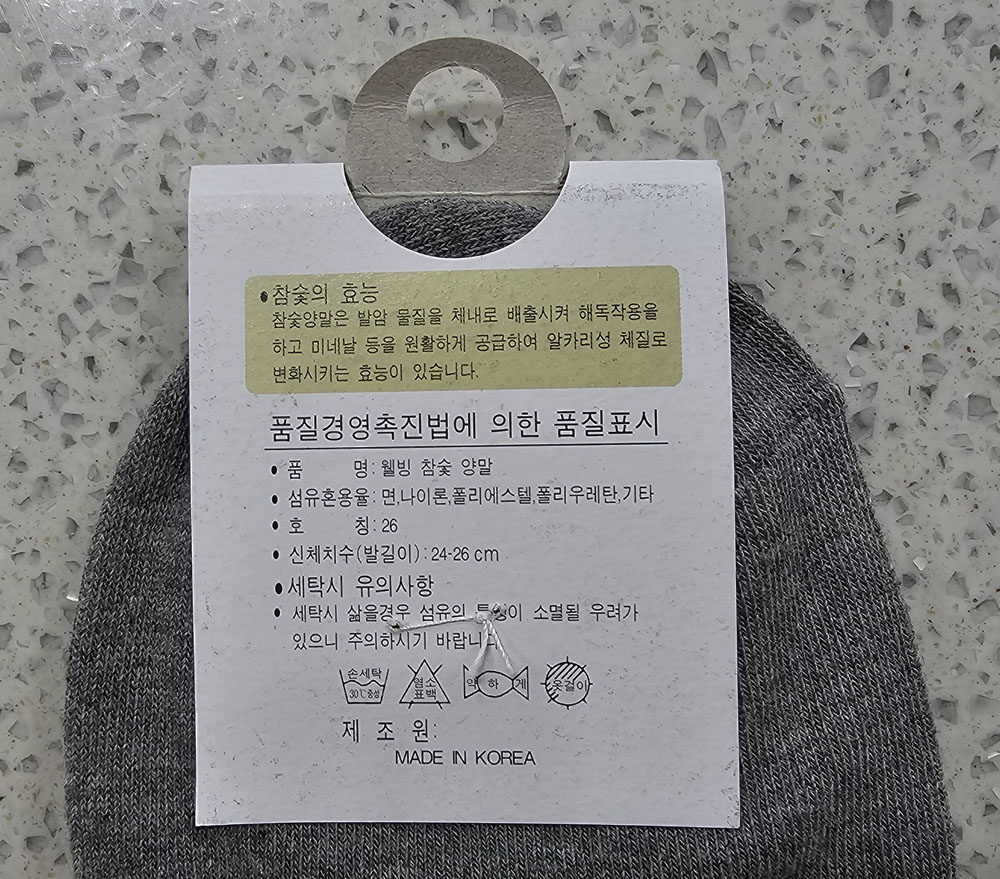 •참숯의 효능
참숯양말은 발암 물질을 체내로 배출시켜 해독작용을
하고 미네날 등을 원활하게 공급하여 알카리성 체질로
변화시키는 효능이 있습니다.
품질경영촉진법에 의한 품질표시
• 품 명: 웰빙 참숯 양말
• 섬유혼용율: 면,나이론,폴리에스텔,폴리우레탄,기타
• 호 칭: 26
• 신체치수(발길이): 24-26 cm
• 세탁시 유의사항
• 세탁시 삶을경우 섬유의 특성이 소멸될 우려가
있으니 주의하시기 바랍니다
손세탁 30℃중성
염소 표백
약 하 게
옷걸이
제 조 원:
MADE IN KOREA